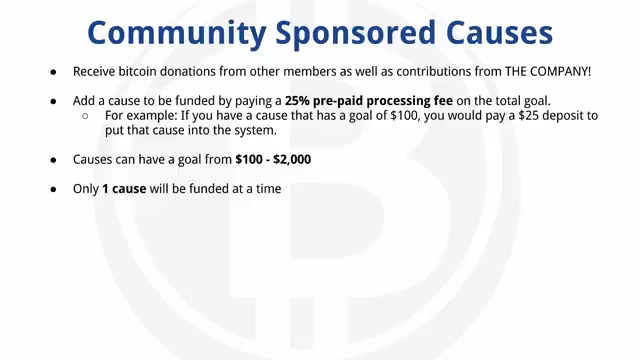 Community Sponsored Causes
● Receive bitcoin donations from other members as well as contributions from THE COMPANY!
● Add a cause to be funded by paying a 25% pre-paid processing fee on the total goal.
○ For example: If you have a cause that has a goal of $100, you would pay a $25 deposit to
put that cause into the system.
● Causes can have a goal from $100 - $2,000
● Only 1 cause will be funded at a time